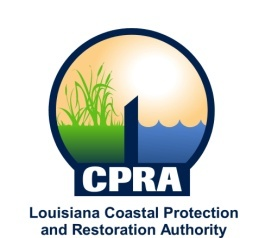 CPRA
Louisiana Coastal Protection
and Restoration Authority